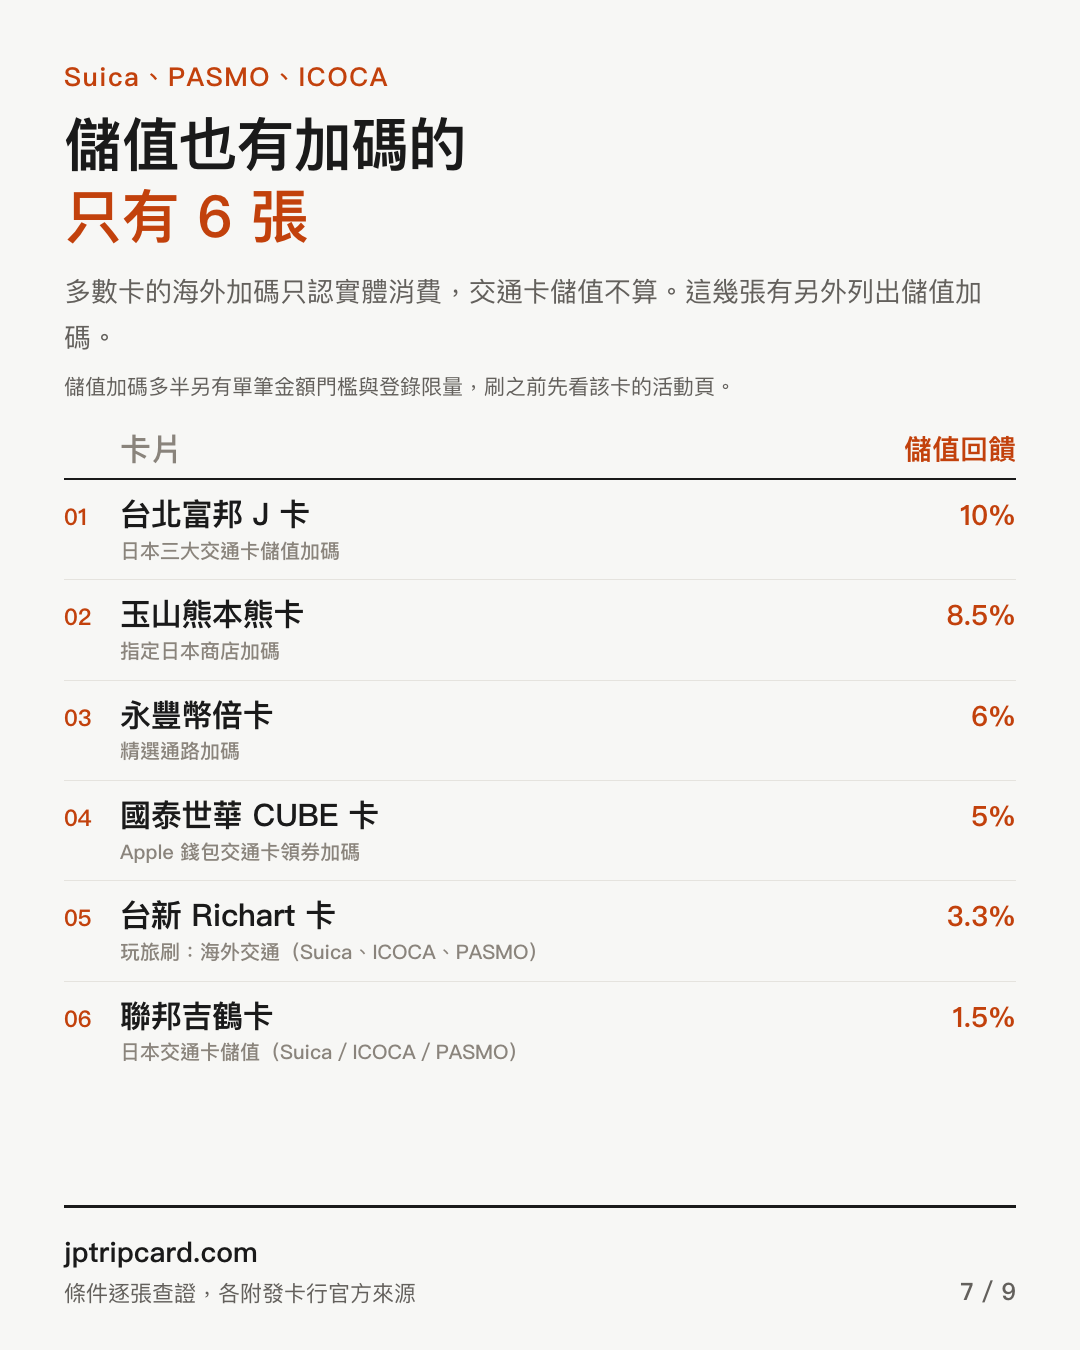 Suica、PASMO、ICOCA
儲值也有加碼的
只有 6 張
多數卡的海外加碼只認實體消費，交通卡儲值不算。這幾張有另外列出儲值加
碼。
儲值加碼多半另有單筆金額門檻與登錄限量，刷之前先看該卡的活動頁。
卡片 儲值回饋
01 台北富邦 J 卡 10%
日本三大交通卡儲值加碼
02 玉山熊本熊卡 8.5%
指定日本商店加碼
03 永豐幣倍卡 6%
精選通路加碼
04 國泰世華 CUBE 卡 5%
Apple 錢包交通卡領券加碼
05 台新 Richart 卡 3.3%
玩旅刷：海外交通（Suica、ICOCA、PASMO）
06 聯邦吉鶴卡 1.5%
日本交通卡儲值（Suica / ICOCA / PASMO）
jptripcard.com
條件逐張查證，各附發卡行官方來源 7 / 9